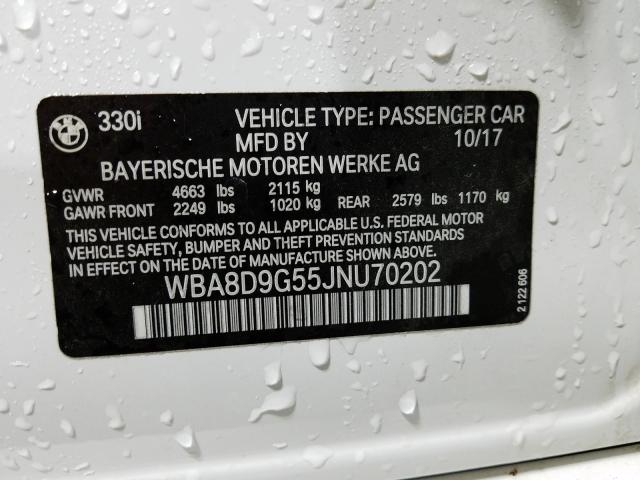 BMW 330i VEHICLE TYPE: PASSENGER CAR
MFD BY 10/17
BAYERISCHE MOTOREN WERKE AG
GVWR 4663 lbs 2115 kg
GAWR FRONT 2249 lbs 1020 kg REAR 2579 lbs 1170 kg
THIS VEHICLE CONFORMS TO ALL APPLICABLE U.S. FEDERAL MOTOR
VEHICLE SAFETY, BUMPER AND THEFT PREVENTION STANDARDS IN
EFFECT ON THE DATE OF MANUFACTURE SHOWN ABOVE.
WBA8D9G55JNU70202
2 122 606